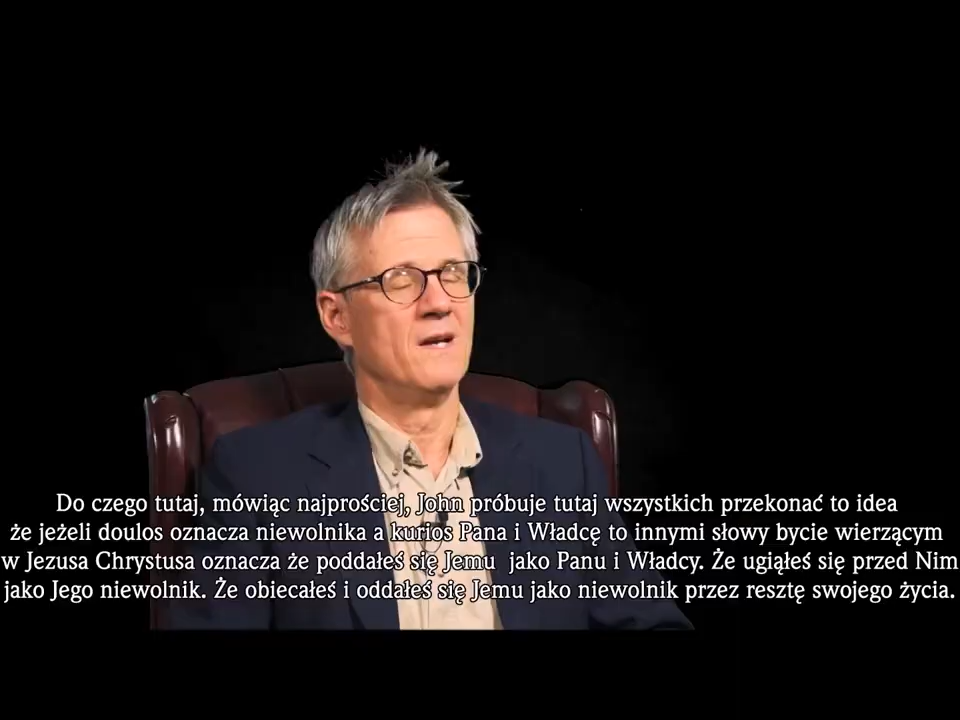 Do czego tutaj, mówiąc najprościej, John próbuje tutaj wszystkich przekonać to idea
że jeżeli doulos oznacza niewolnika a kurios Pana i Władcę to innymi słowy bycie wierzącym
w Jezusa Chrystusa oznacza że poddałeś się Jemu jako Panu i Władcy. Że ugiąłeś się przed Nim
jako Jego niewolnik. Że obiecałeś i oddałeś się Jemu jako niewolnik przez resztę swojego życia.